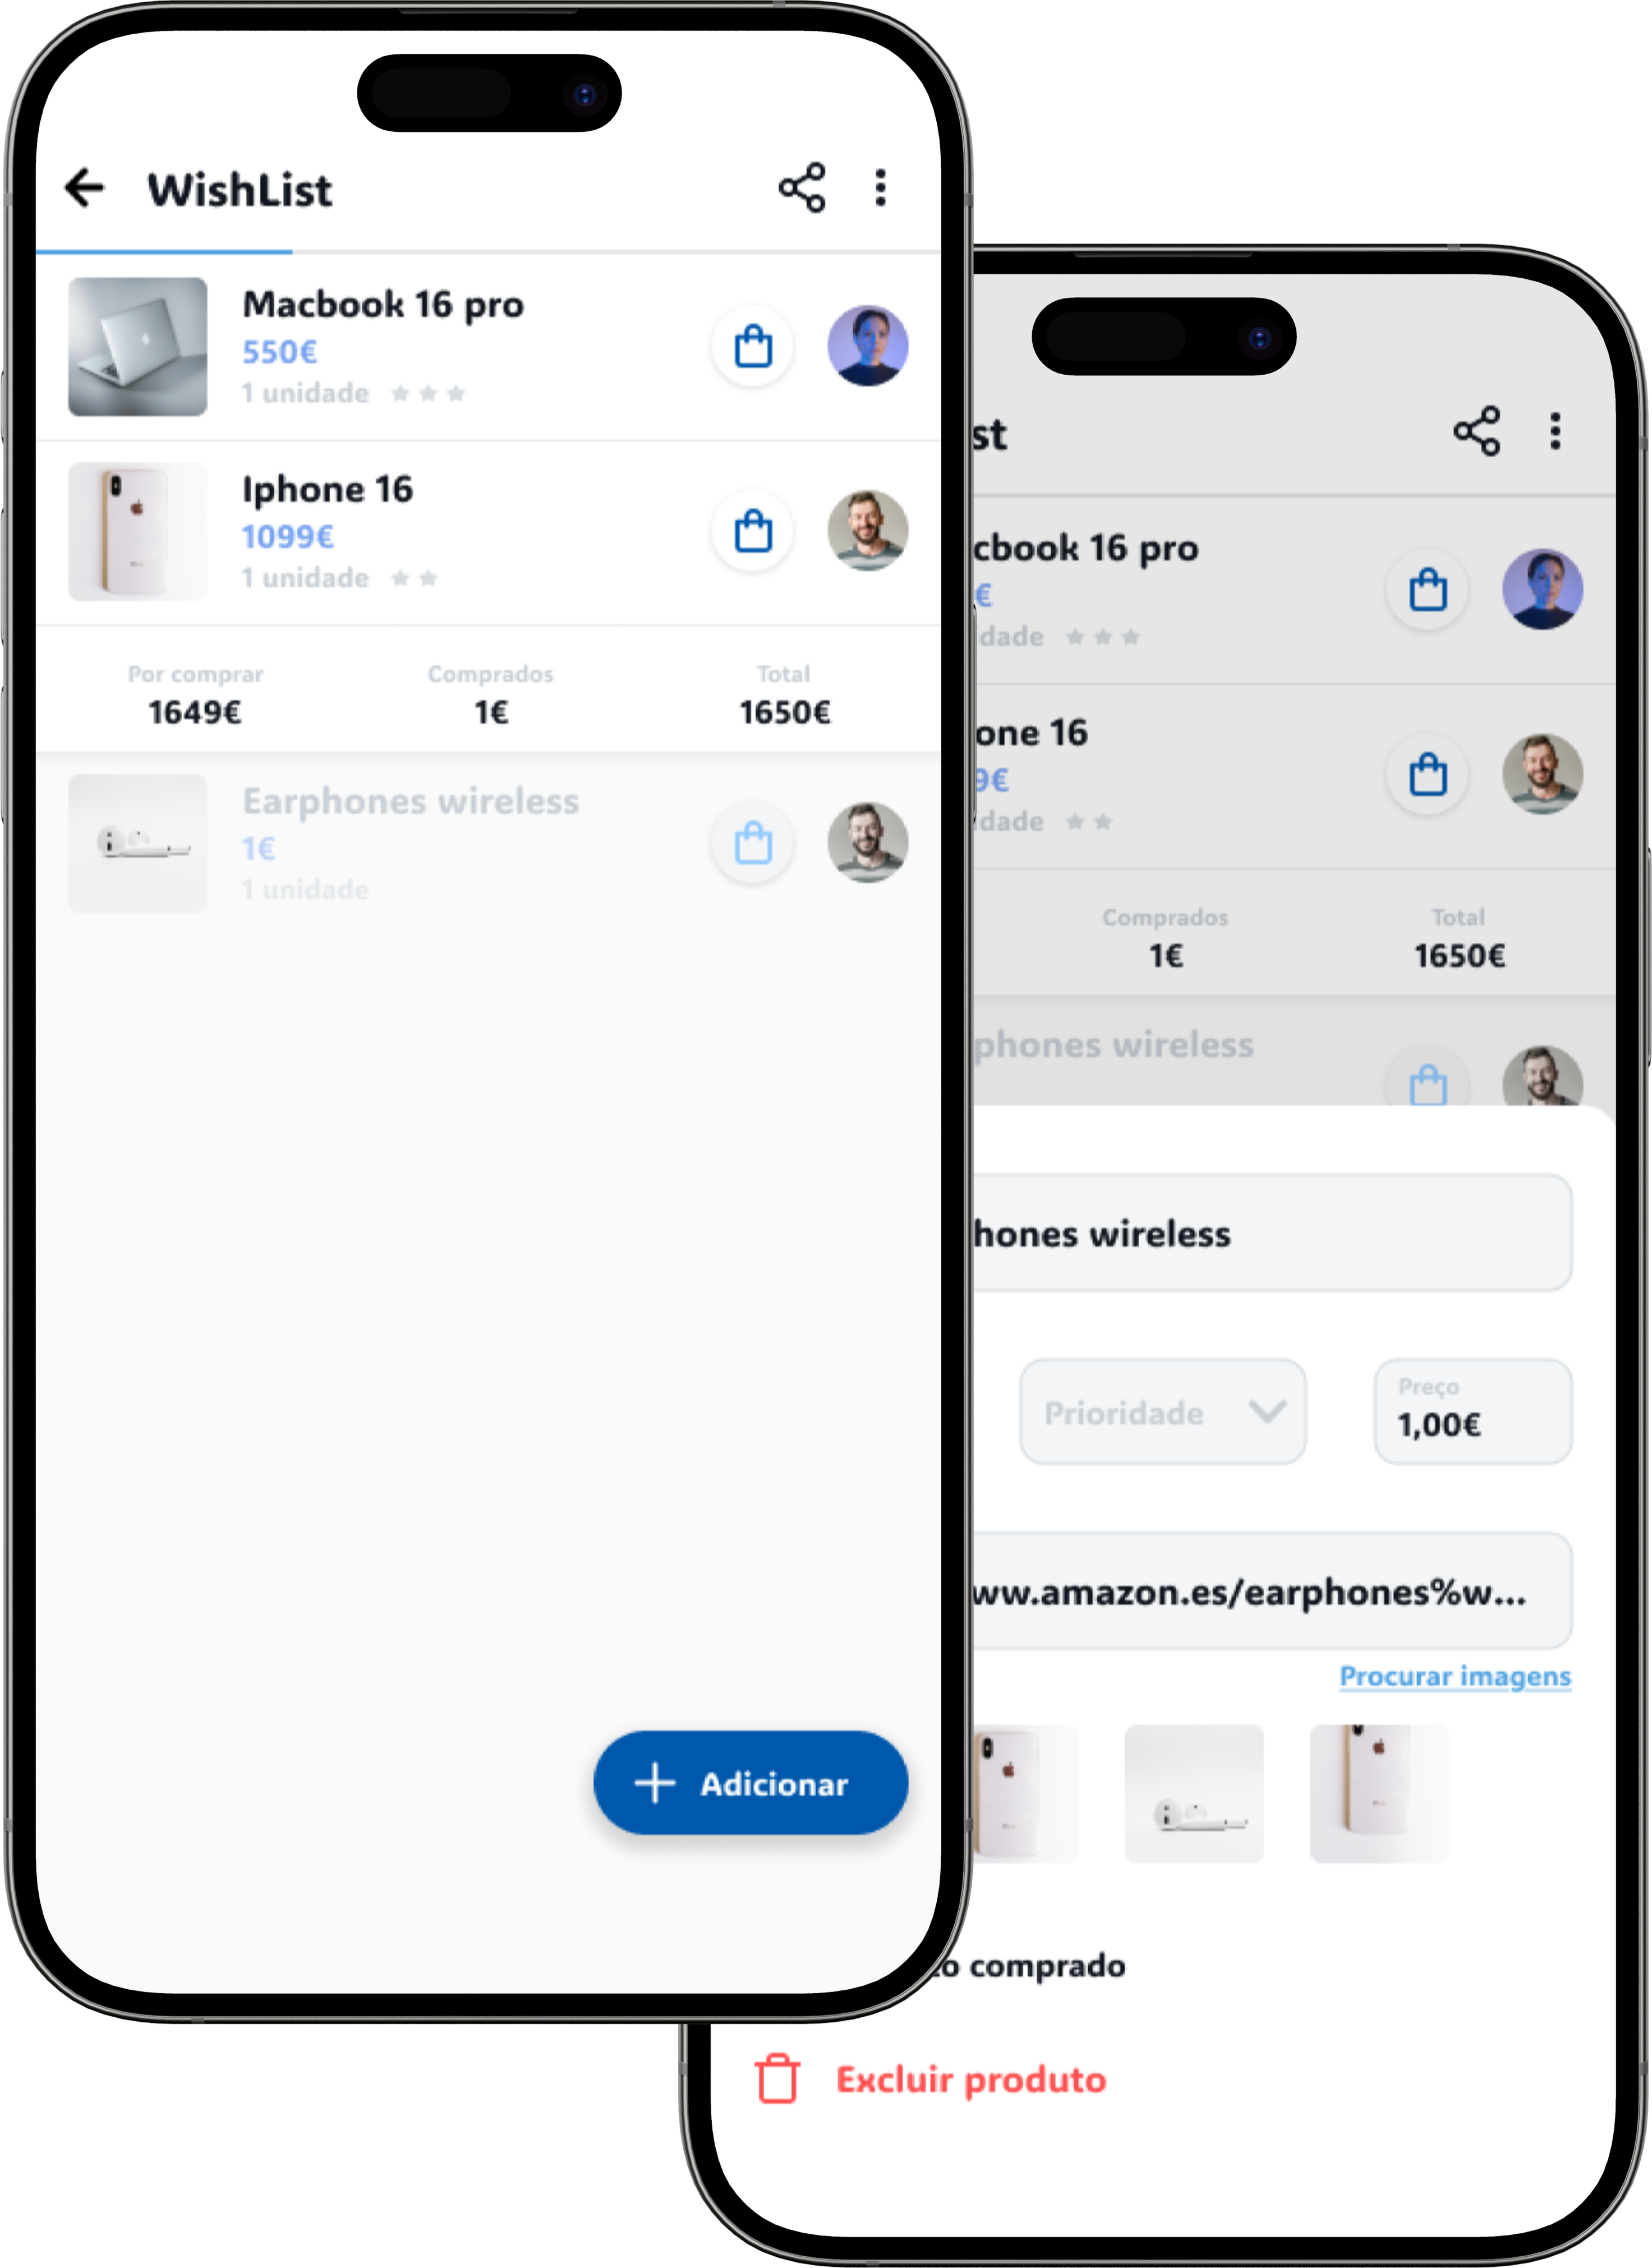 WishList
Macbook 16 pro
550€
1 unidade
Iphone 16
1099€
1 unidade
Por comprar Comprados Total
1649€ 1€ 1650€
Earphones wireless
1€
1 unidade
Adicionar
st
cbook 16 pro
€
dade
one 16
9€
dade
Comprados Total
1€ 1650€
phones wireless
hones wireless
Prioridade
Preço
1,00€
ww.amazon.es/earphones%w...
Procurar imagens
o comprado
Excluir produto